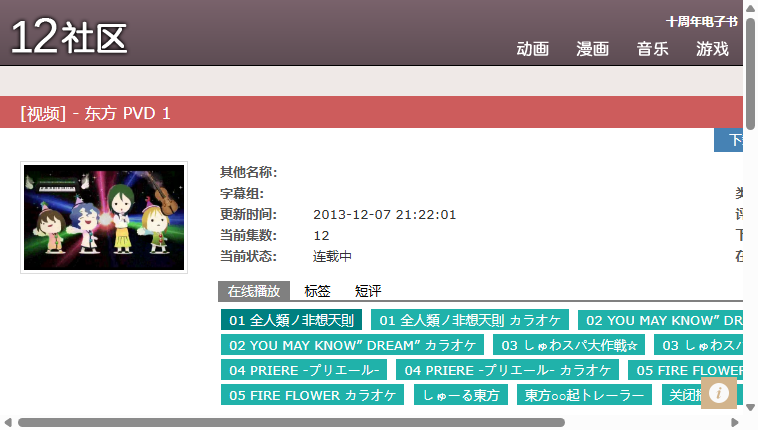 十周年电子书
12社区
动画 漫画 音乐 游戏
[视频] - 东方 PVD 1
其他名称:
字幕组:
更新时间: 2013-12-07 21:22:01
当前集数: 12
当前状态: 连载中
在线播放 标签 短评
01 全人類ノ非想天則 01 全人類ノ非想天則 カラオケ 02 YOU MAY KNOW” DR
02 YOU MAY KNOW” DREAM” カラオケ 03 しゅわスパ大作戦☆ 03 しゅわス
04 PRIERE -プリエール- 04 PRIERE -プリエール- カラオケ 05 FIRE FLOWER
05 FIRE FLOWER カラオケ しゅーる東方 東方○○起トレーラー 关闭